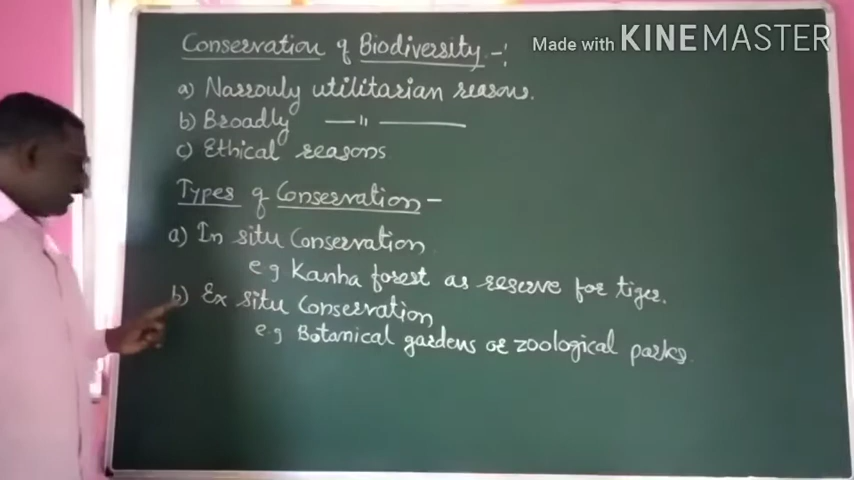 Made with KINEMASTER
Conservation of Biodiversity :-
a) Narrowly utilitarian reasons.
b) Broadly —— " ——
c) Ethical reasons
Types of Conservation -
a) In situ Conservation
e g Kanha forest as reserve for tiger.
b) Ex situ Conservation
e.g Botanical gardens or zoological parks.